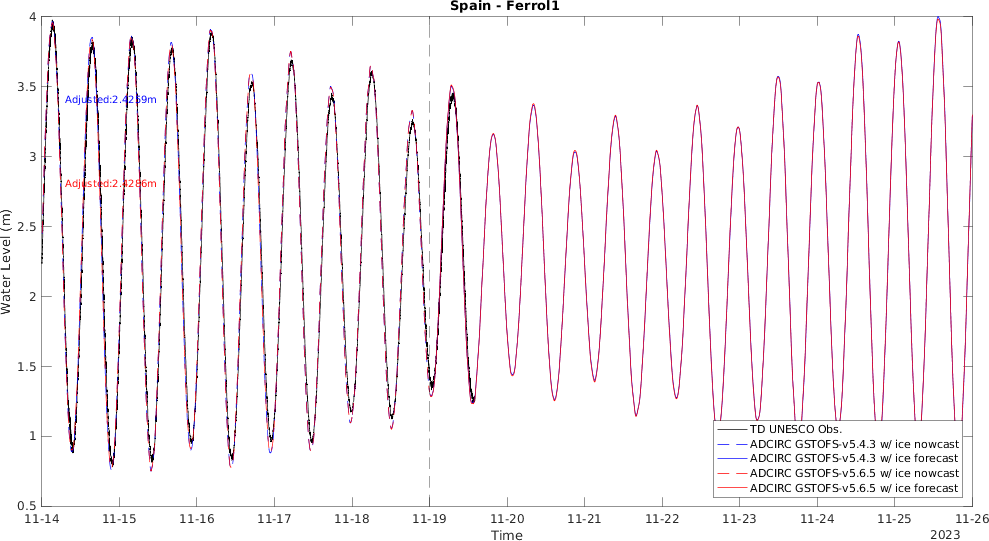 Spain - Ferrol1
4
3.5
3
2.5
2
1.5
1
0.5
Water Level (m)
Adjusted:2.4259m
Adjusted:2.4286m
TD UNESCO Obs.
ADCIRC GSTOFS-v5.4.3 w/ ice nowcast
ADCIRC GSTOFS-v5.4.3 w/ ice forecast
ADCIRC GSTOFS-v5.6.5 w/ ice nowcast
ADCIRC GSTOFS-v5.6.5 w/ ice forecast
11-14 11-15 11-16 11-17 11-18 11-19 11-20 11-21 11-22 11-23 11-24 11-25 11-26
Time
2023